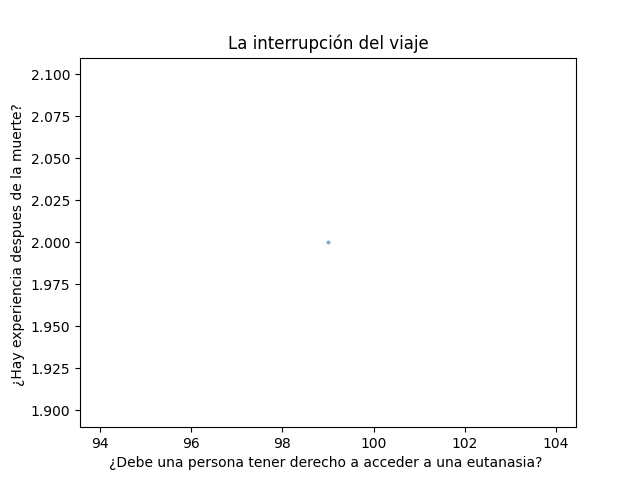 La interrupción del viaje
2.100
2.075
2.050
2.025
2.000
1.975
1.950
1.925
1.900
¿Hay experiencia despues de la muerte?
94 96 98 100 102 104
¿Debe una persona tener derecho a acceder a una eutanasia?